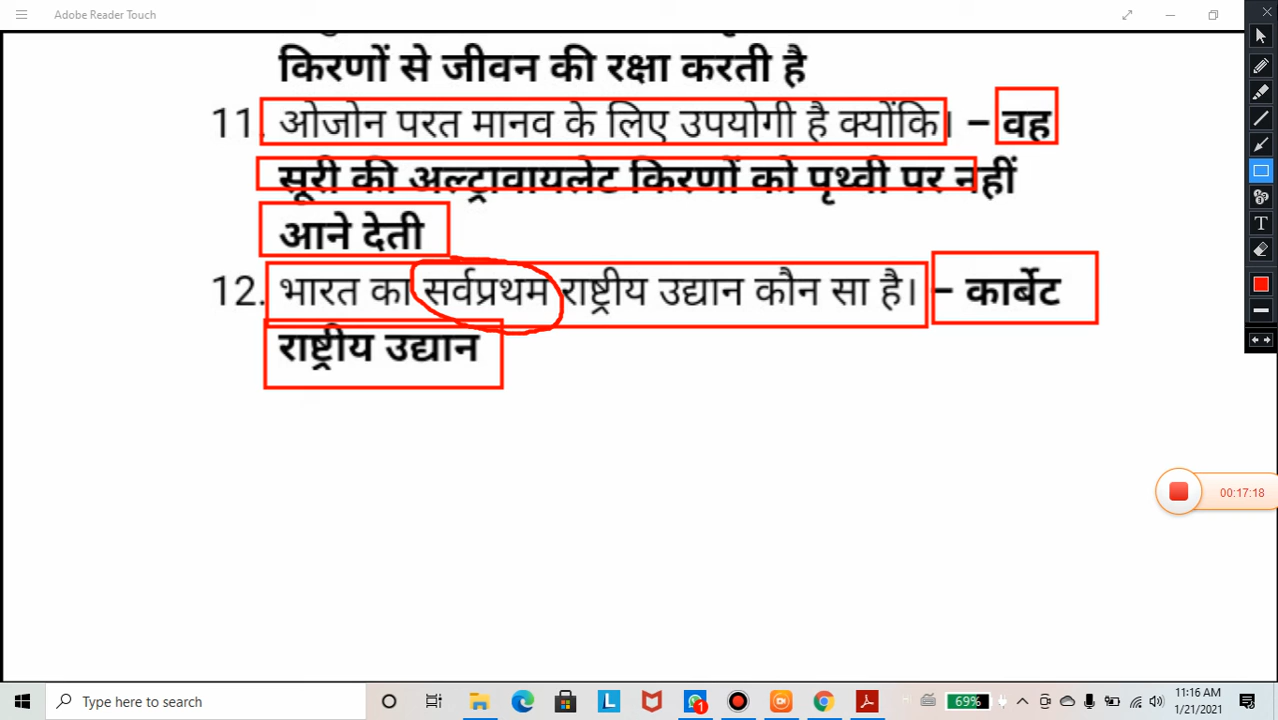 Adobe Reader Touch
किरणों से जीवन की रक्षा करती है
11. ओजोन परत मानव के लिए उपयोगी है क्योंकि। – वह
सूरी की अल्ट्रावायलेट किरणों को पृथ्वी पर नहीं
आने देती
12. भारत का सर्वप्रथम राष्ट्रीय उद्यान कौन सा है। – कार्बेट
राष्ट्रीय उद्यान
00:17:18
Type here to search
L
1
69%
11:16 AM
1/21/2021